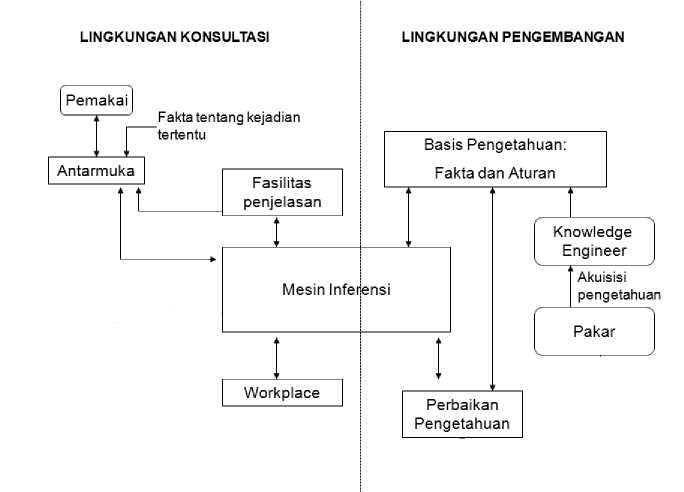 LINGKUNGAN KONSULTASI
LINGKUNGAN PENGEMBANGAN
Pemakai
Fakta tentang kejadian
tertentu
Antarmuka
Fasilitas
penjelasan
Basis Pengetahuan:
Fakta dan Aturan
Knowledge
Engineer
Akuisisi
pengetahuan
Mesin Inferensi
Pakar
Workplace
Perbaikan
Pengetahuan